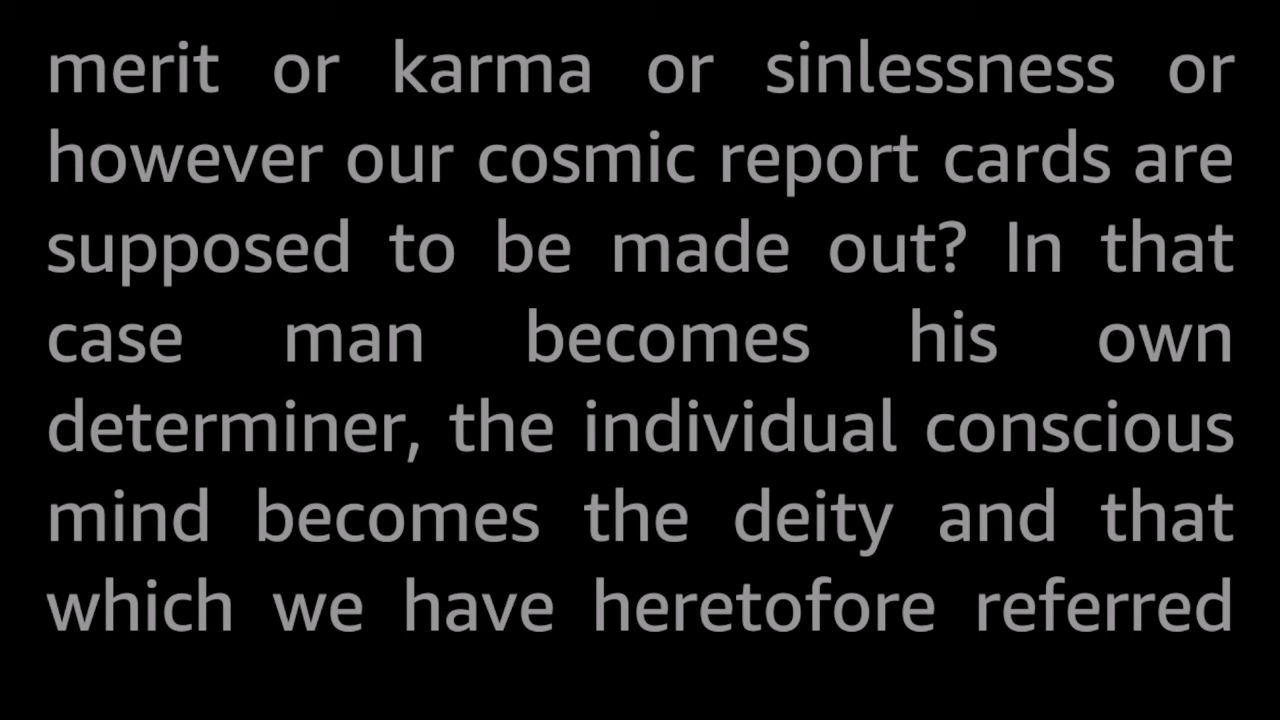 merit or karma or sinlessness or
however our cosmic report cards are
supposed to be made out? In that
case man becomes his own
determiner, the individual conscious
mind becomes the deity and that
which we have heretofore referred